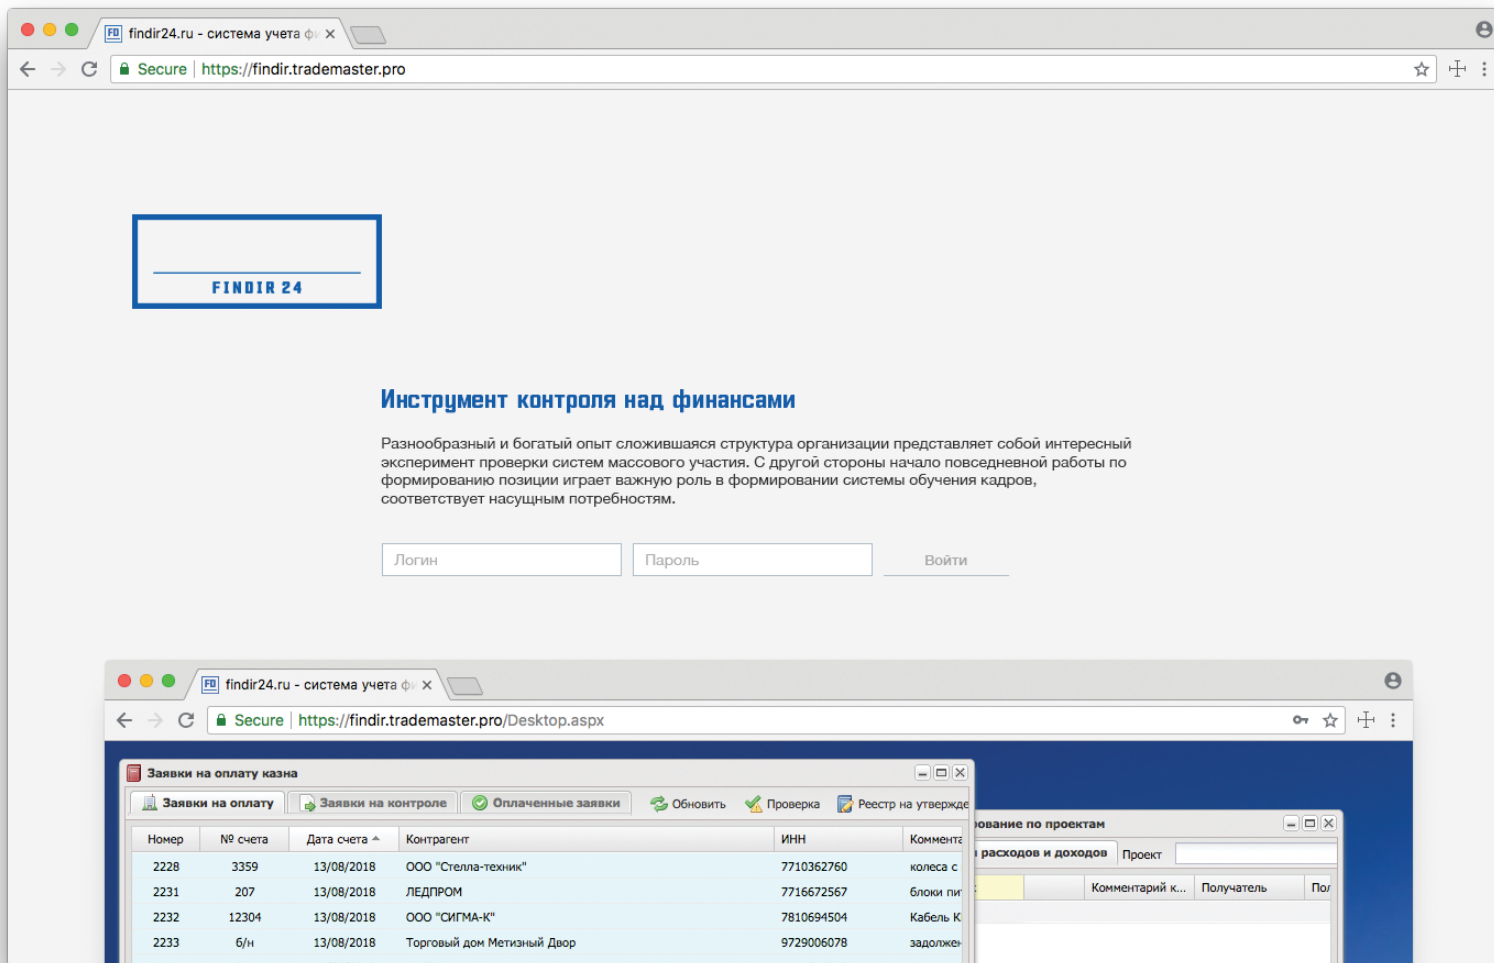 findir24.ru - система учета фи
Secure https://findir.trademaster.pro
FINDIR 24
Инструмент контроля над финансами
Разнообразный и богатый опыт сложившаяся структура организации представляет собой интересный
эксперимент проверки систем массового участия. С другой стороны начало повседневной работы по
формированию позиции играет важную роль в формировании системы обучения кадров,
соответствует насущным потребностям.
Логин Пароль Войти
findir24.ru - система учета фи
Secure https://findir.trademaster.pro/Desktop.aspx
Заявки на оплату казна
Заявки на оплату Заявки на контроле Оплаченные заявки Обновить Проверка Реестр на утвержде
ование по проектам
расходов и доходов Проект
Номер № счета Дата счета Контрагент ИНН Коммента
Комментарий к... Получатель Пол
2228 3359 13/08/2018 ООО "Стелла-техник" 7710362760 колеса с
2231 207 13/08/2018 ЛЕДПРОМ 7716672567 блоки пит
2232 12304 13/08/2018 ООО "СИГМА-К" 7810694504 Кабель К
2233 б/н 13/08/2018 Торговый дом Метизный Двор 9729006078 задолжен